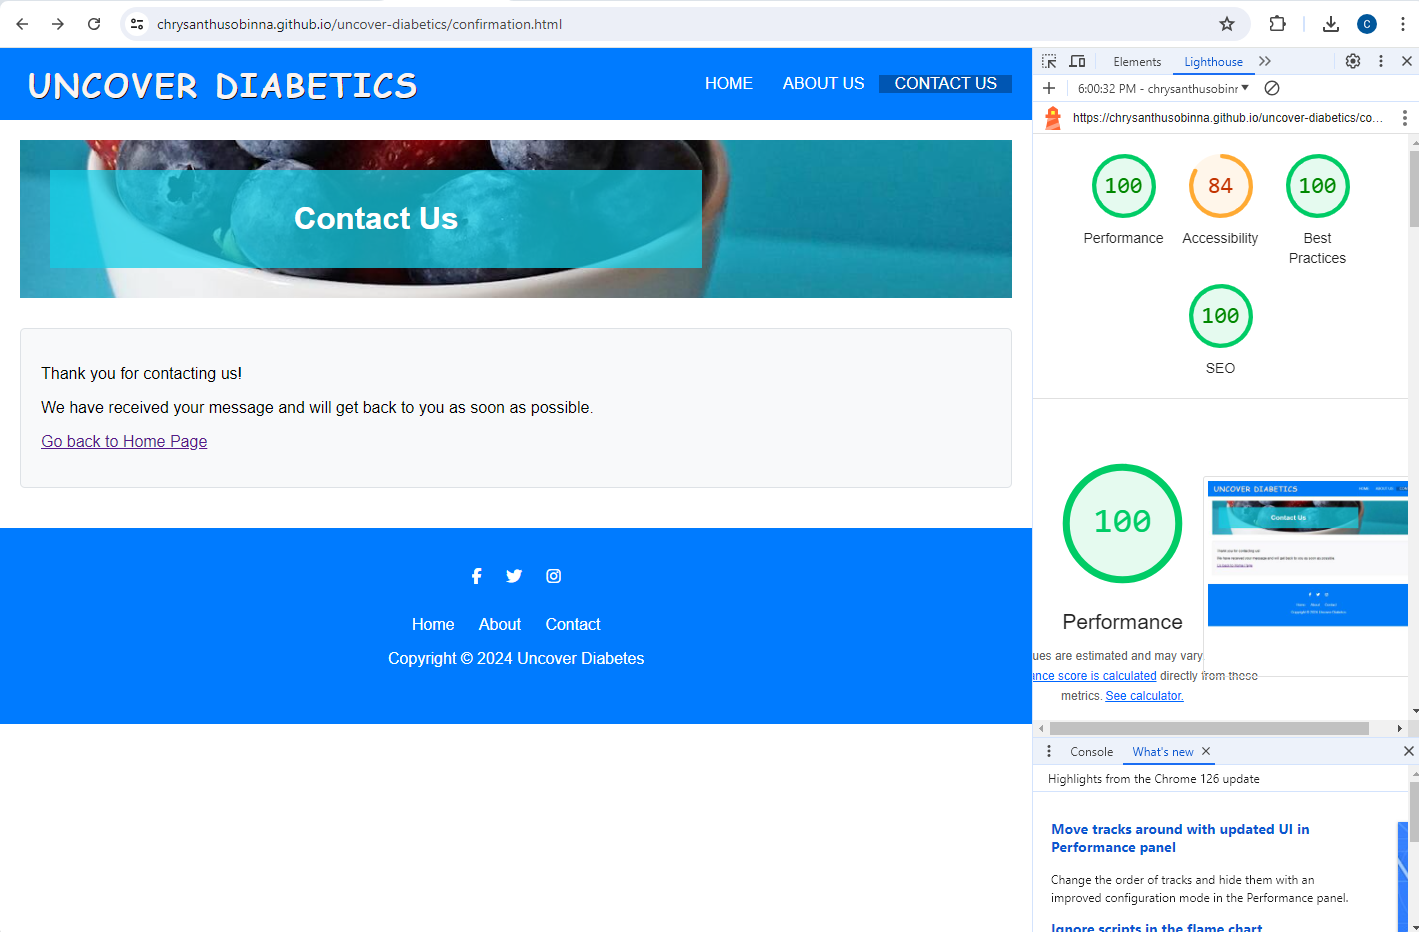 chrysanthusobinna.github.io/uncover-diabetics/confirmation.html
C
UNCOVER DIABETICS
HOME ABOUT US CONTACT US
Contact Us
Thank you for contacting us!
We have received your message and will get back to you as soon as possible.
Go back to Home Page
Home About Contact
Copyright © 2024 Uncover Diabetes
Elements Lighthouse
6:00:32 PM - chrysanthusobinr
https://chrysanthusobinna.github.io/uncover-diabetics/co...
100 84 100
Performance Accessibility Best
Practices
100
SEO
100
Performance
UNCOVER DIABETICS
Contact Us
ues are estimated and may vary
ance score is calculated directly from these
metrics. See calculator.
Console What's new
Highlights from the Chrome 126 update
Move tracks around with updated UI in
Performance panel
Change the order of tracks and hide them with an
improved configuration mode in the Performance panel.
Ignore scripts in the flame chart